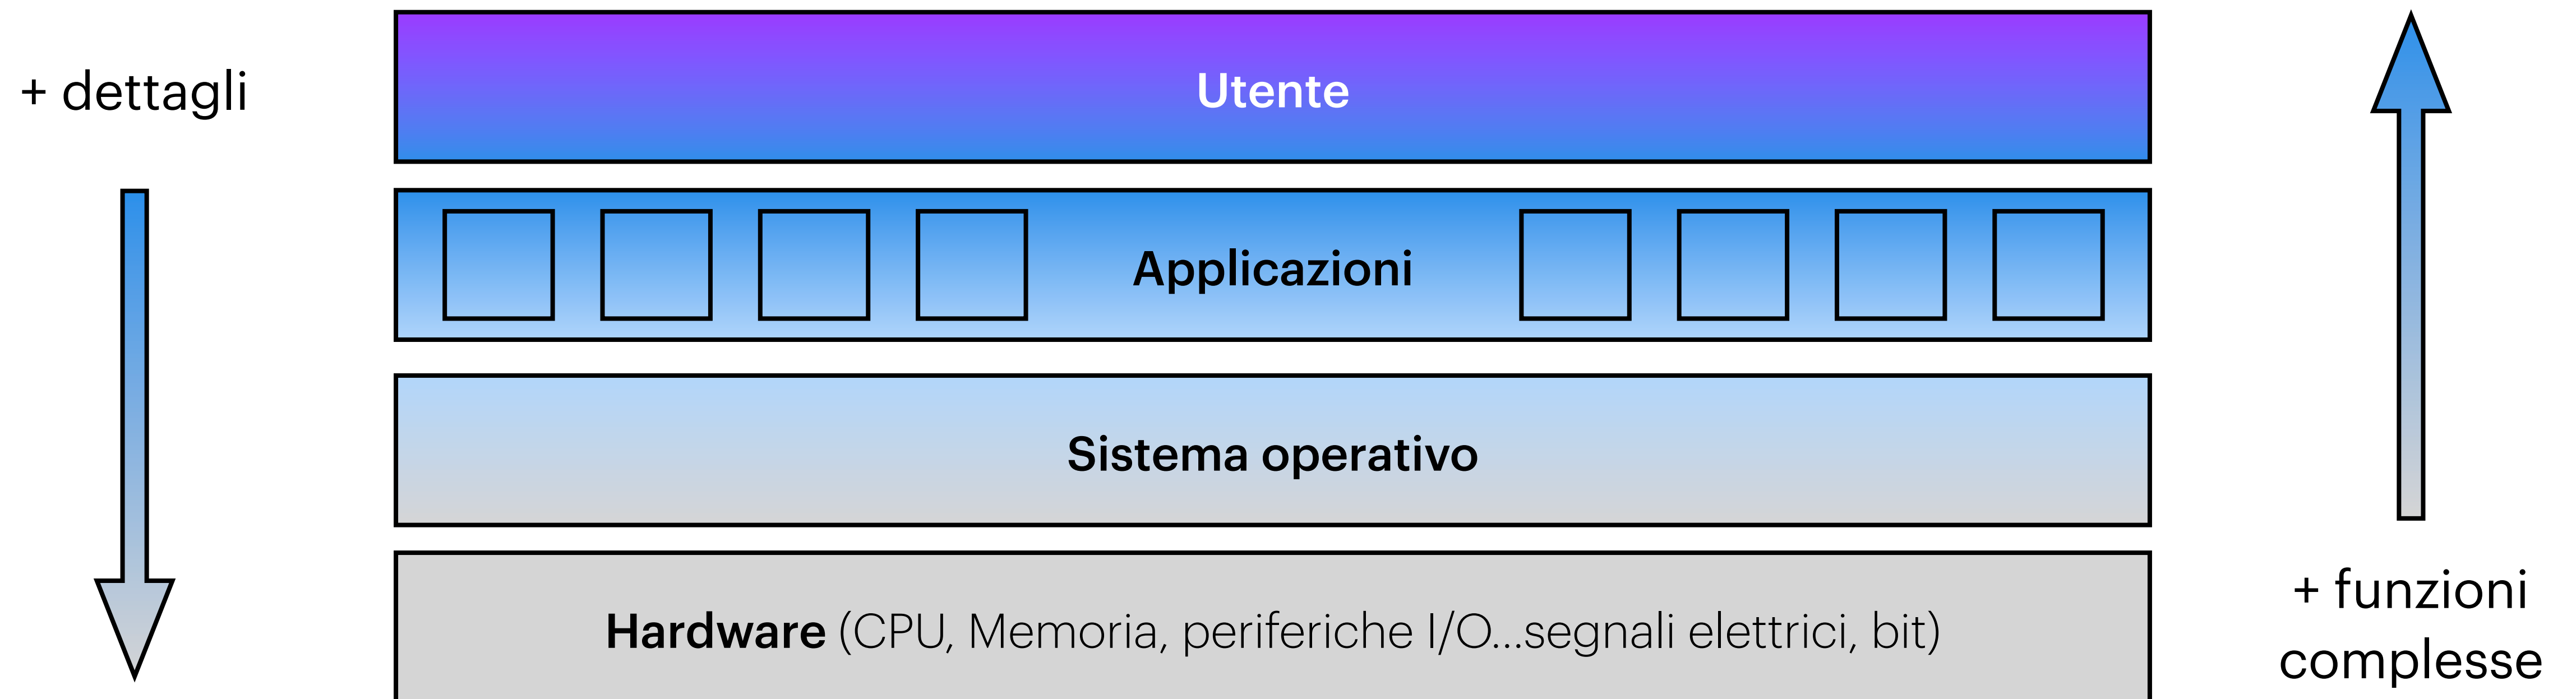 + dettagli
Utente
Applicazioni
Sistema operativo
Hardware (CPU, Memoria, periferiche I/O...segnali elettrici, bit)
+ funzioni
complesse